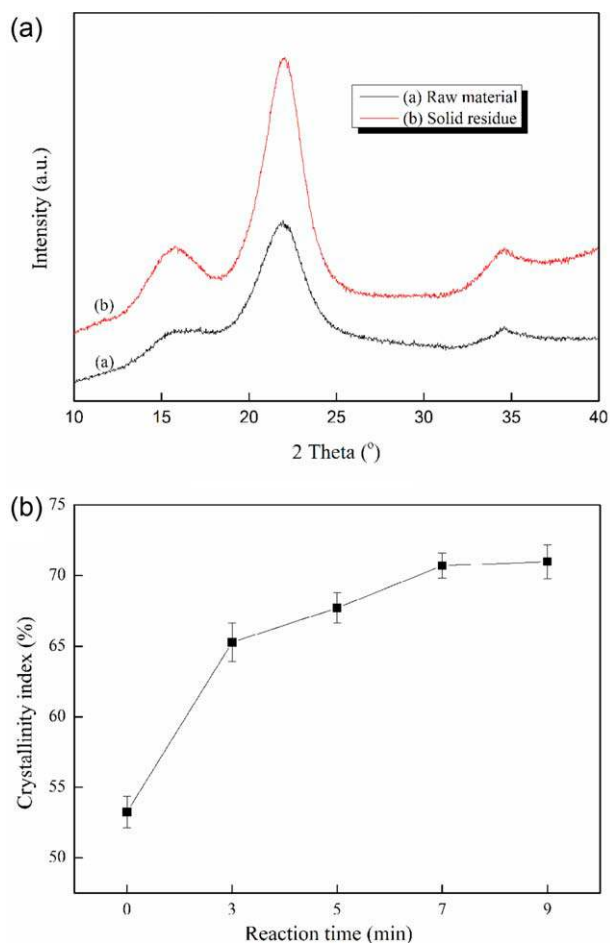 (a)
(a) Raw material
(b) Solid residue
Intensity (a.u.)
(b)
(a)
10 15 20 25 30 35 40
2 Theta (°)
(b)
75
70
65
60
55
50
Crystallinity index (%)
0 3 5 7 9
Reaction time (min)